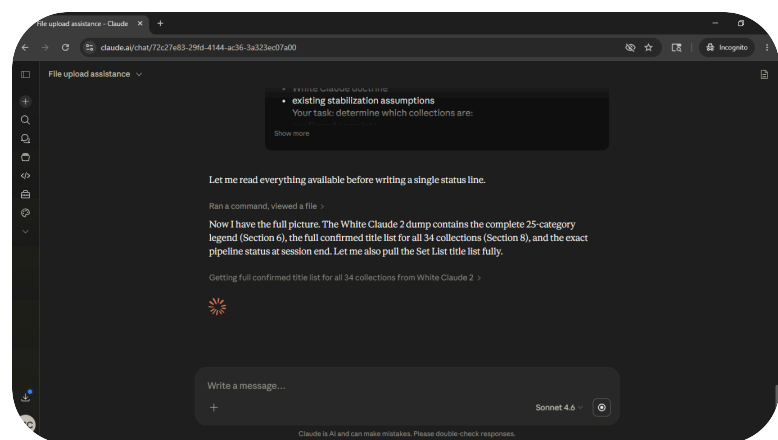 File upload assistance - Claude
claude.ai/chat/72c27e83-29fd-4144-ac36-3a323ec07a00
Incognito
File upload assistance
White Claude doctrine
existing stabilization assumptions
Your task: determine which collections are:
Show more
Let me read everything available before writing a single status line.
Ran a command, viewed a file >
Now I have the full picture. The White Claude 2 dump contains the complete 25-category
legend (Section 6), the full confirmed title list for all 34 collections (Section 8), and the exact
pipeline status at session end. Let me also pull the Set List title list fully.
Getting full confirmed title list for all 34 collections from White Claude 2 >
Write a message...
Sonnet 4.6
Claude is AI and can make mistakes. Please double-check responses.